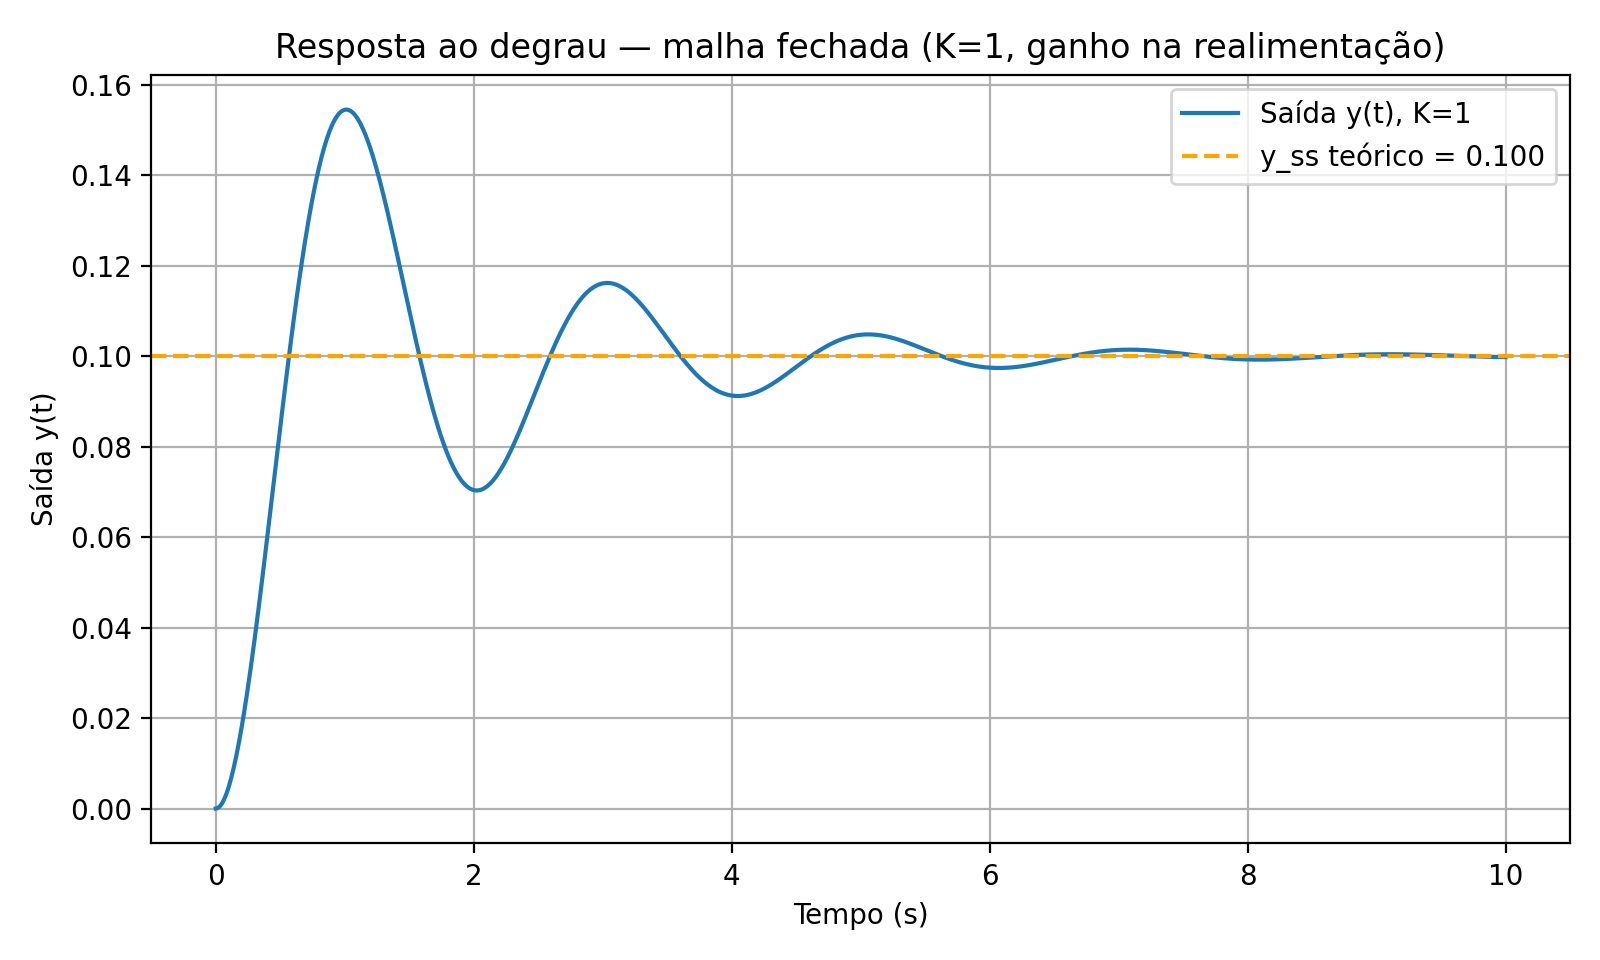 Resposta ao degrau — malha fechada (K=1, ganho na realimentação)
Saída y(t), K=1
y_ss teórico = 0.100
0.16
0.14
0.12
0.10
0.08
0.06
0.04
0.02
0.00
Saída y(t)
0 2 4 6 8 10
Tempo (s)